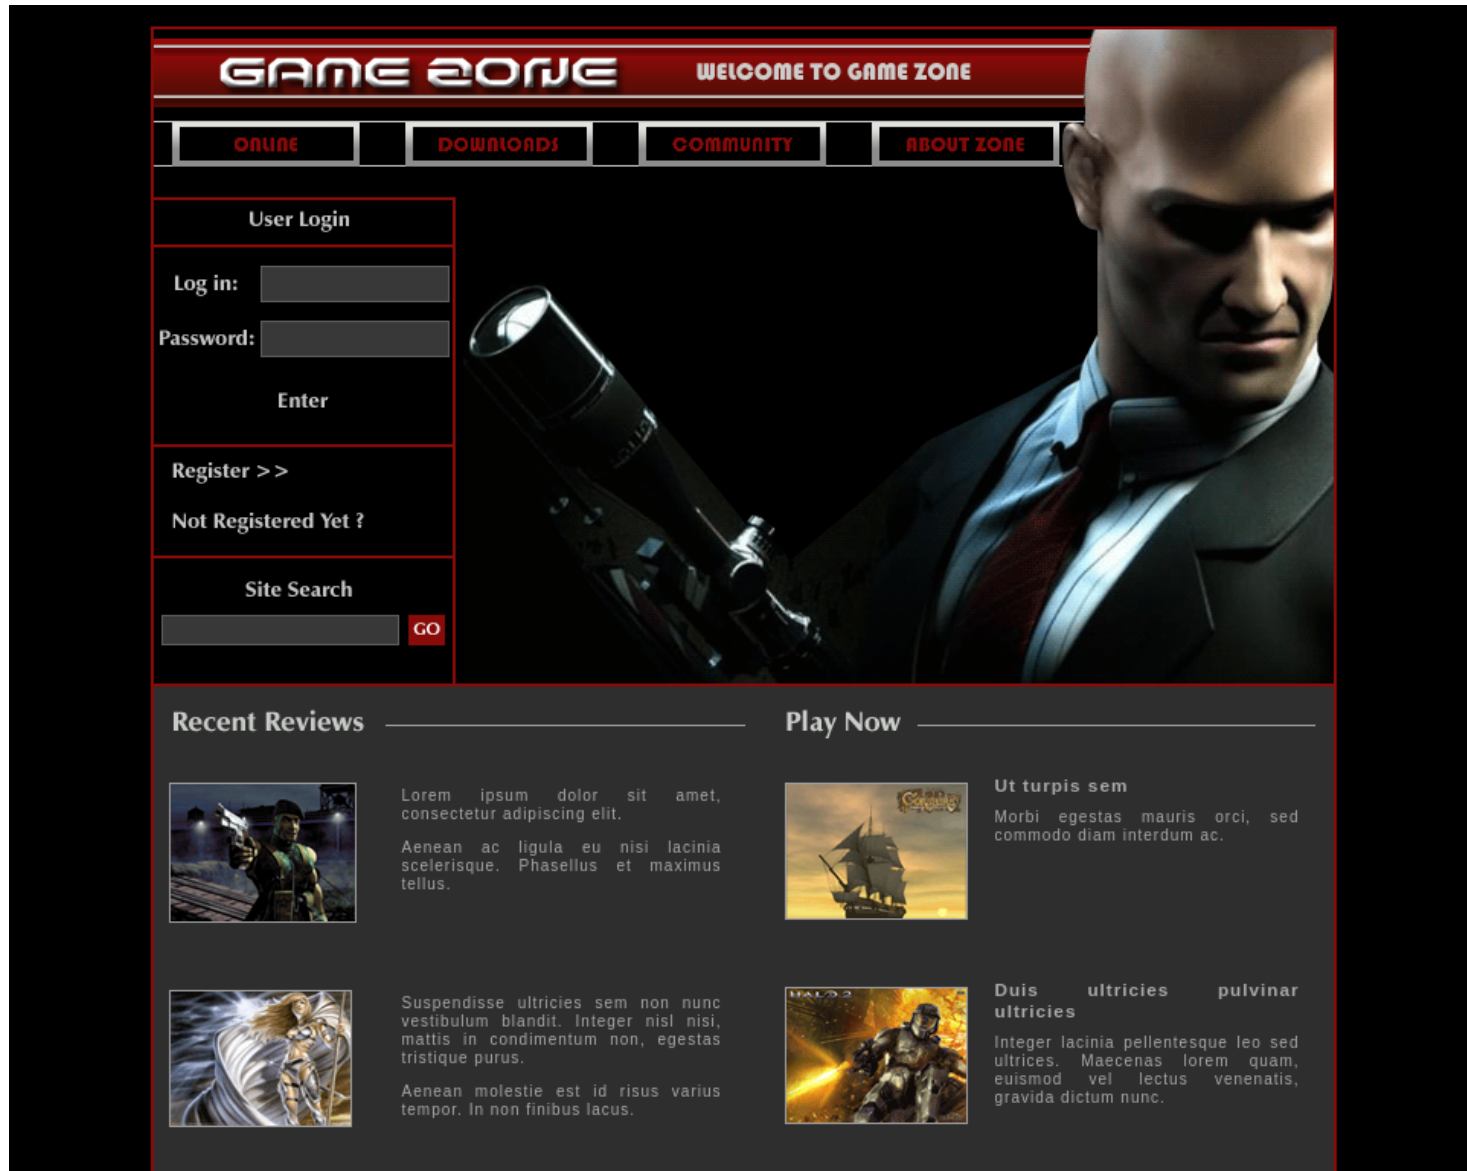 GAME ZONE
WELCOME TO GAME ZONE
ONLINE
DOWNLOADS
COMMUNITY
ABOUT ZONE
User Login
Log in:
Password:
Enter
Register >>
Not Registered Yet ?
Site Search
GO
Recent Reviews
Lorem ipsum dolor sit amet,
consectetur adipiscing elit.
Aenean ac ligula eu nisi lacinia
scelerisque. Phasellus et maximus
tellus.
Suspendisse ultricies sem non nunc
vestibulum blandit. Integer nisl nisi,
mattis in condimentum non, egestas
tristique purus.
Aenean molestie est id risus varius
tempor. In non finibus lacus.
Play Now
Ut turpis sem
Morbi egestas mauris orci, sed
commodo diam interdum ac.
HALO 2
Duis ultricies pulvinar
ultricies
Integer lacinia pellentesque leo sed
ultrices. Maecenas lorem quam,
euismod vel lectus venenatis,
gravida dictum nunc.